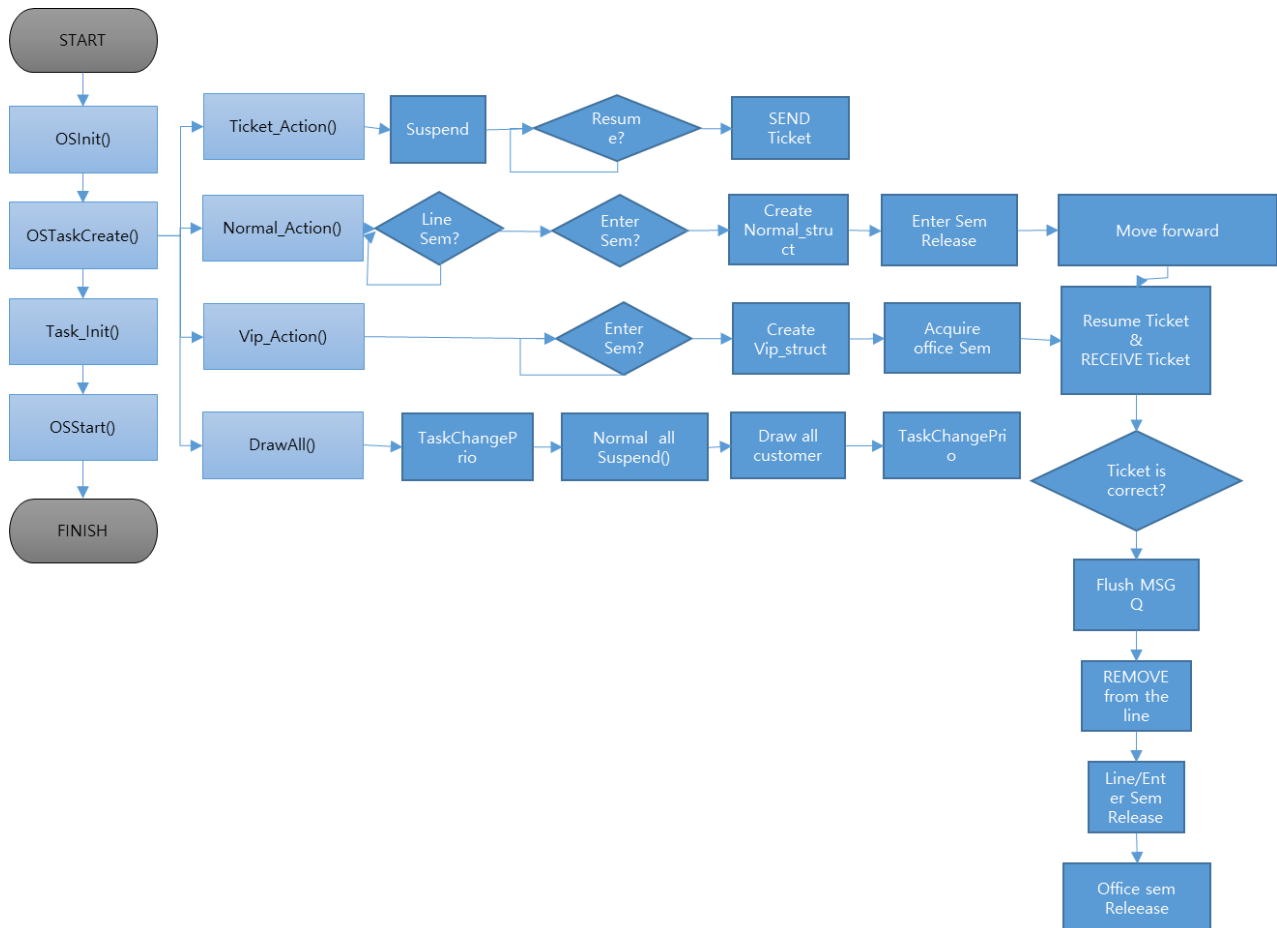 START
OSInit()
OSTaskCreate()
Task_Init()
OSStart()
FINISH
Ticket_Action()
Suspend
Resum
e?
SEND
Ticket
Normal_Action()
Line
Sem?
Enter
Sem?
Create
Normal_stru
ct
Enter Sem
Release
Move forward
Vip_Action()
Enter
Sem?
Create
Vip_struct
Acquire
office Sem
Resume Ticket
&
RECEIVE Ticket
DrawAll()
TaskChangeP
rio
Normal all
Suspend()
Draw all
customer
TaskChangePri
o
Ticket is
correct?
Flush MSG
Q
REMOVE
from the
line
Line/Ent
er Sem
Release
Office sem
Releease